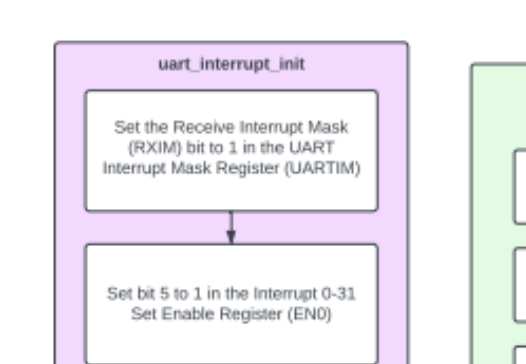 uart_interrupt_init
Set the Receive Interrupt Mask
(RXIM) bit to 1 in the UART
Interrupt Mask Register (UARTIM)
Set bit 5 to 1 in the Interrupt 0-31
Set Enable Register (EN0)